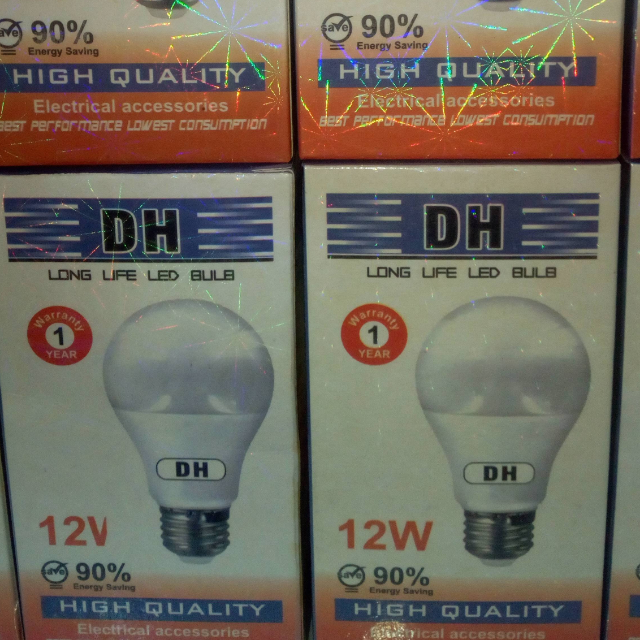 save 90%
Energy Saving
HIGH QUALITY
Electrical accessories
BEST PERFORMANCE LOWEST CONSUMPTION
save 90%
Energy Saving
HIGH QUALITY
Electrical accessories
BEST PERFORMANCE LOWEST CONSUMPTION
DH
LONG LIFE LED BULB
Warranty
1
YEAR
DH
12V
save 90%
Energy Saving
HIGH QUALITY
Electrical accessories
DH
LONG LIFE LED BULB
Warranty
1
YEAR
DH
12W
save 90%
Energy Saving
HIGH QUALITY
accessories